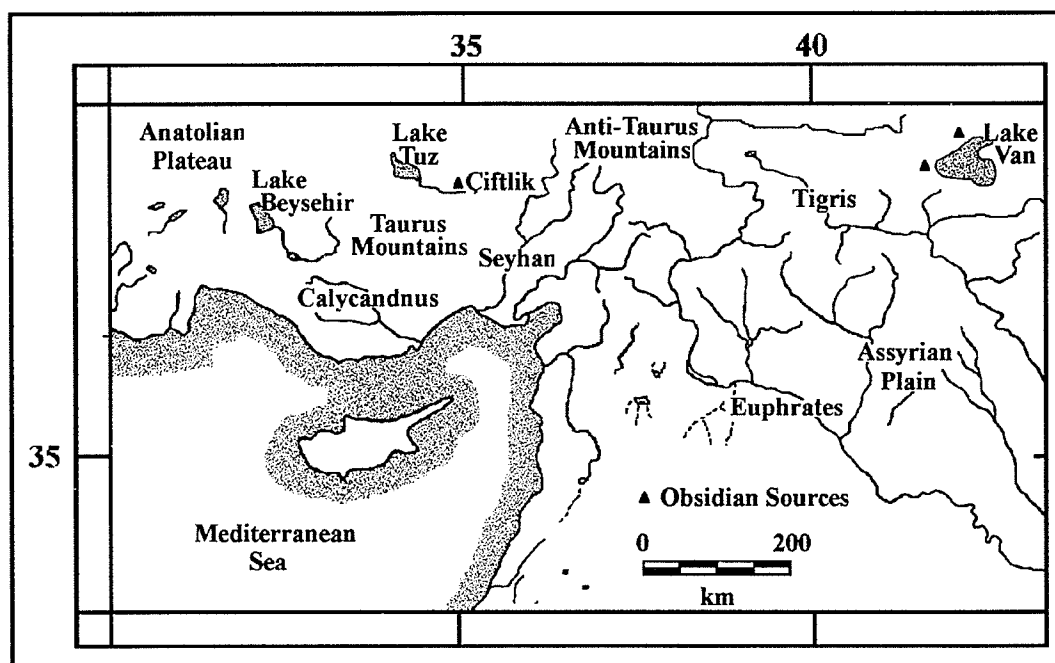 35
40
Anatolian
Plateau
Lake
Tuz
Anti-Taurus
Mountains
Lake
Van
Lake
Beysehir
Çiftlik
Tigris
Taurus
Mountains
Seyhan
Calycandnus
Assyrian
Plain
Euphrates
35
Obsidian Sources
Mediterranean
Sea
0
200
km